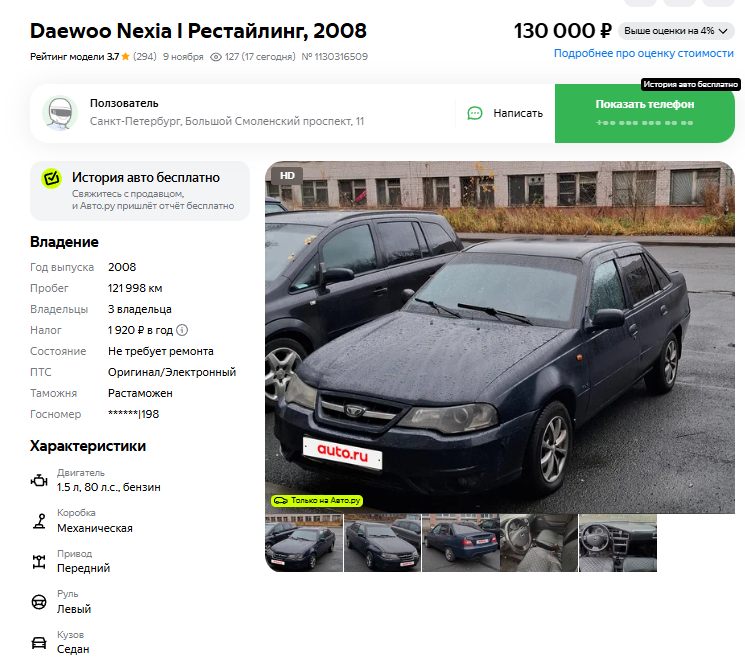 Daewoo Nexia I Рестайлинг, 2008
130 000 ₽ Выше оценки на 4%
Рейтинг модели 3.7 (294) 9 ноября 127 (17 сегодня) № 1130316509
Подробнее про оценку стоимости
История авто бесплатно
Ползователь
Санкт-Петербург, Большой Смоленский проспект, 11
Написать
Показать телефон
+•• ••• ••• •• ••
История авто бесплатно
Свяжитесь с продавцом,
и Авто.ру пришлёт отчёт бесплатно
HD
Владение
Год выпуска 2008
Пробег 121 998 км
Владельцы 3 владельца
Налог 1 920 ₽ в год
Состояние Не требует ремонта
ПТС Оригинал/Электронный
Таможня Растаможен
Госномер ******|198
auto.ru
Только на Авто.ру
Характеристики
Двигатель
1.5 л, 80 л.с., бензин
Коробка
Механическая
Привод
Передний
Руль
Левый
Кузов
Седан